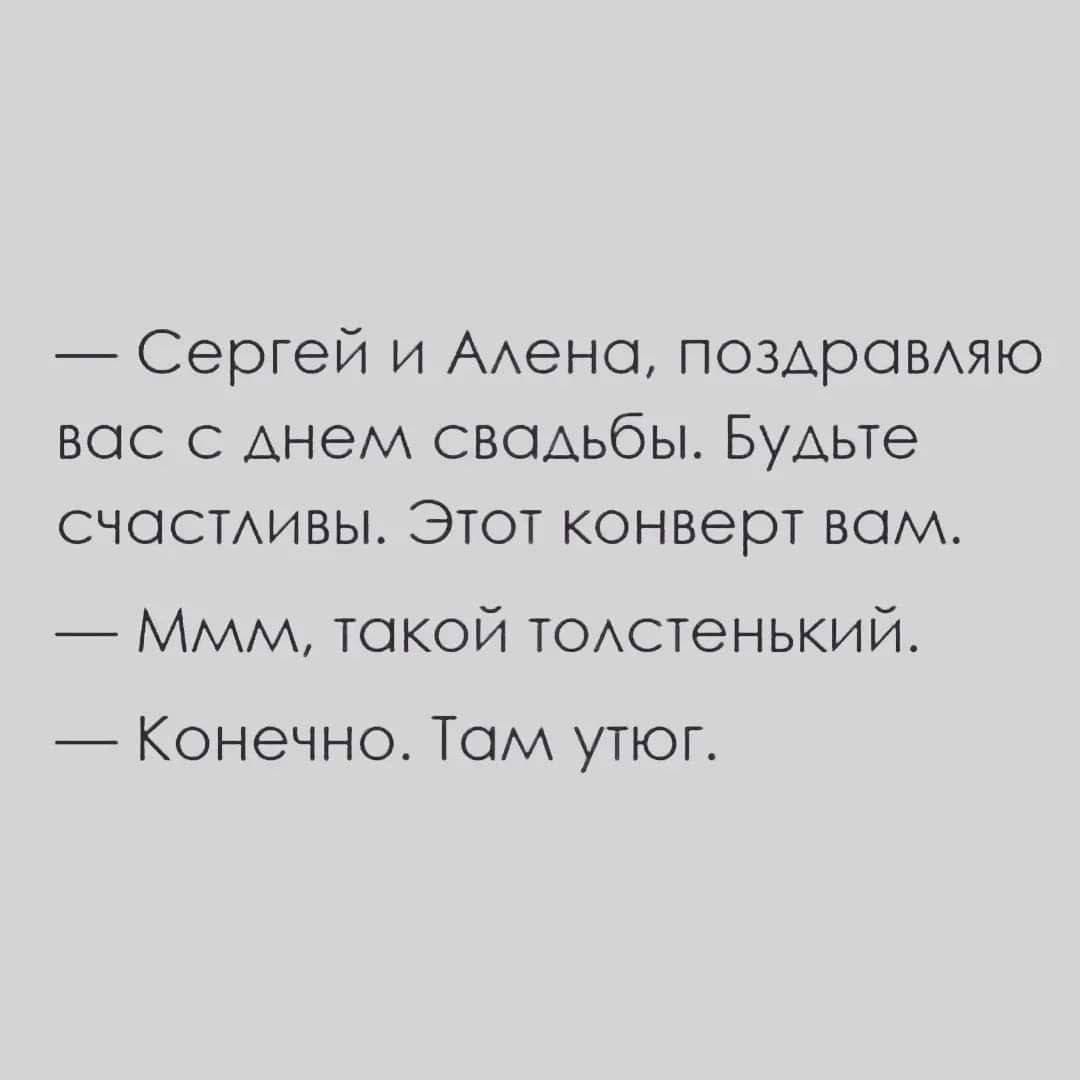 — Сергей и Алена, поздравляю
вас с днем свадьбы. Будьте
счастливы. Этот конверт вам.
— Ммм, такой толстенький.
— Конечно. Там утюг.